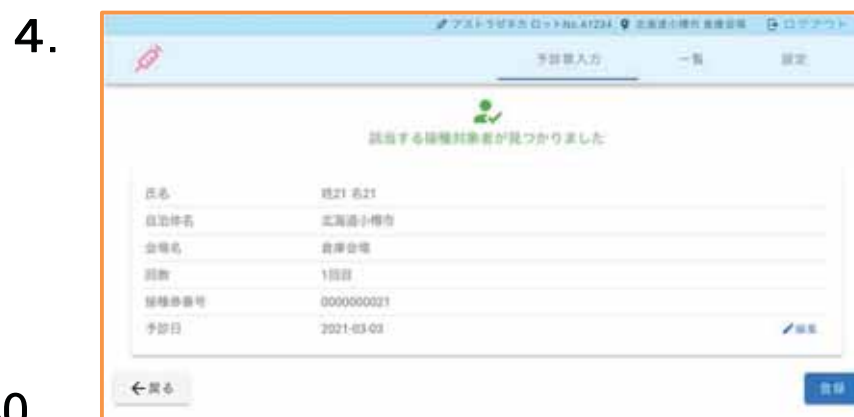 4.
アストラゼネカ ロットNo.A1234 北海道小樽市 倉庫会場 ログアウト
予診票入力 一覧 設定
該当する接種対象者が見つかりました
氏名 姓21 名21
自治体名 北海道小樽市
会場名 倉庫会場
回数 1回目
接種券番号 0000000021
予診日 2021-03-03 編集
←戻る 登録